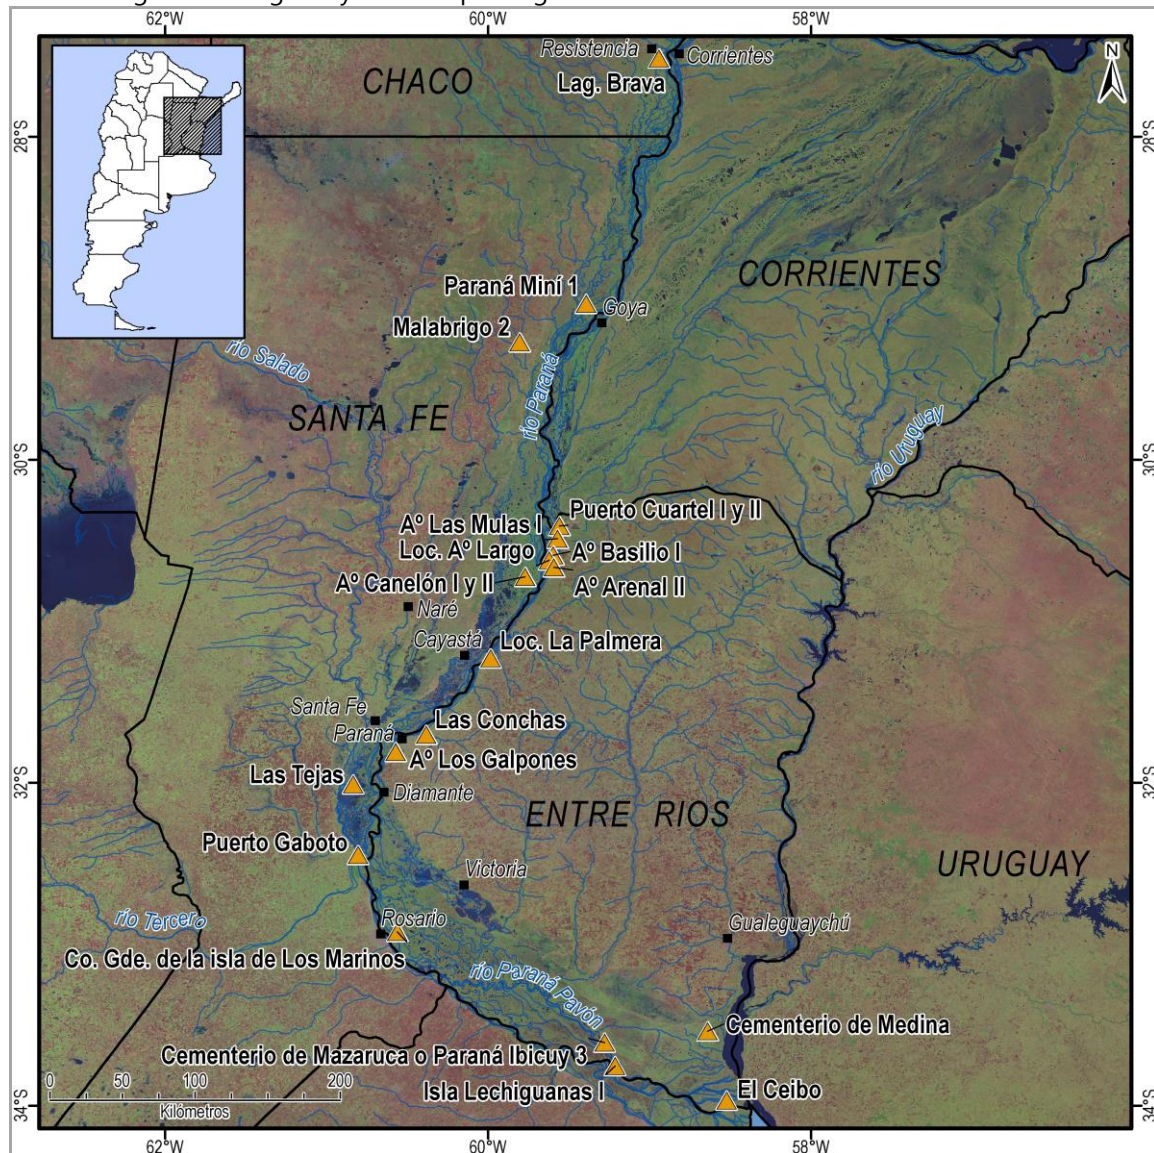 62°W
60°W
58°W
Resistencia
Corrientes
N
CHACO
Lag. Brava
28°S
28°S
CORRIENTES
Paraná Miní 1
Goya
Malabrigo 2
río Salado
río Paraná
SANTA FE
río Uruguay
30°S
30°S
Puerto Cuartel I y II
Aº Las Mulas I
Loc. Aº Largo
Aº Basilio I
Aº Canelón I y II
Aº Arenal II
Naré
Cayastá
Loc. La Palmera
Santa Fe
Las Conchas
Paraná
Aº Los Galpones
Las Tejas
32°S
Diamante
32°S
ENTRE RIOS
Puerto Gaboto
URUGUAY
Victoria
río Tercero
Rosario
Gualeguaychú
Co. Gde. de la isla de Los Marinos
río Paraná Pavón
Cementerio de Medina
Cementerio de Mazaruca o Paraná Ibicuy 3
0 50 100 200
Isla Lechiguanas I
El Ceibo
Kilómetros
34°S
34°S
62°W
60°W
58°W